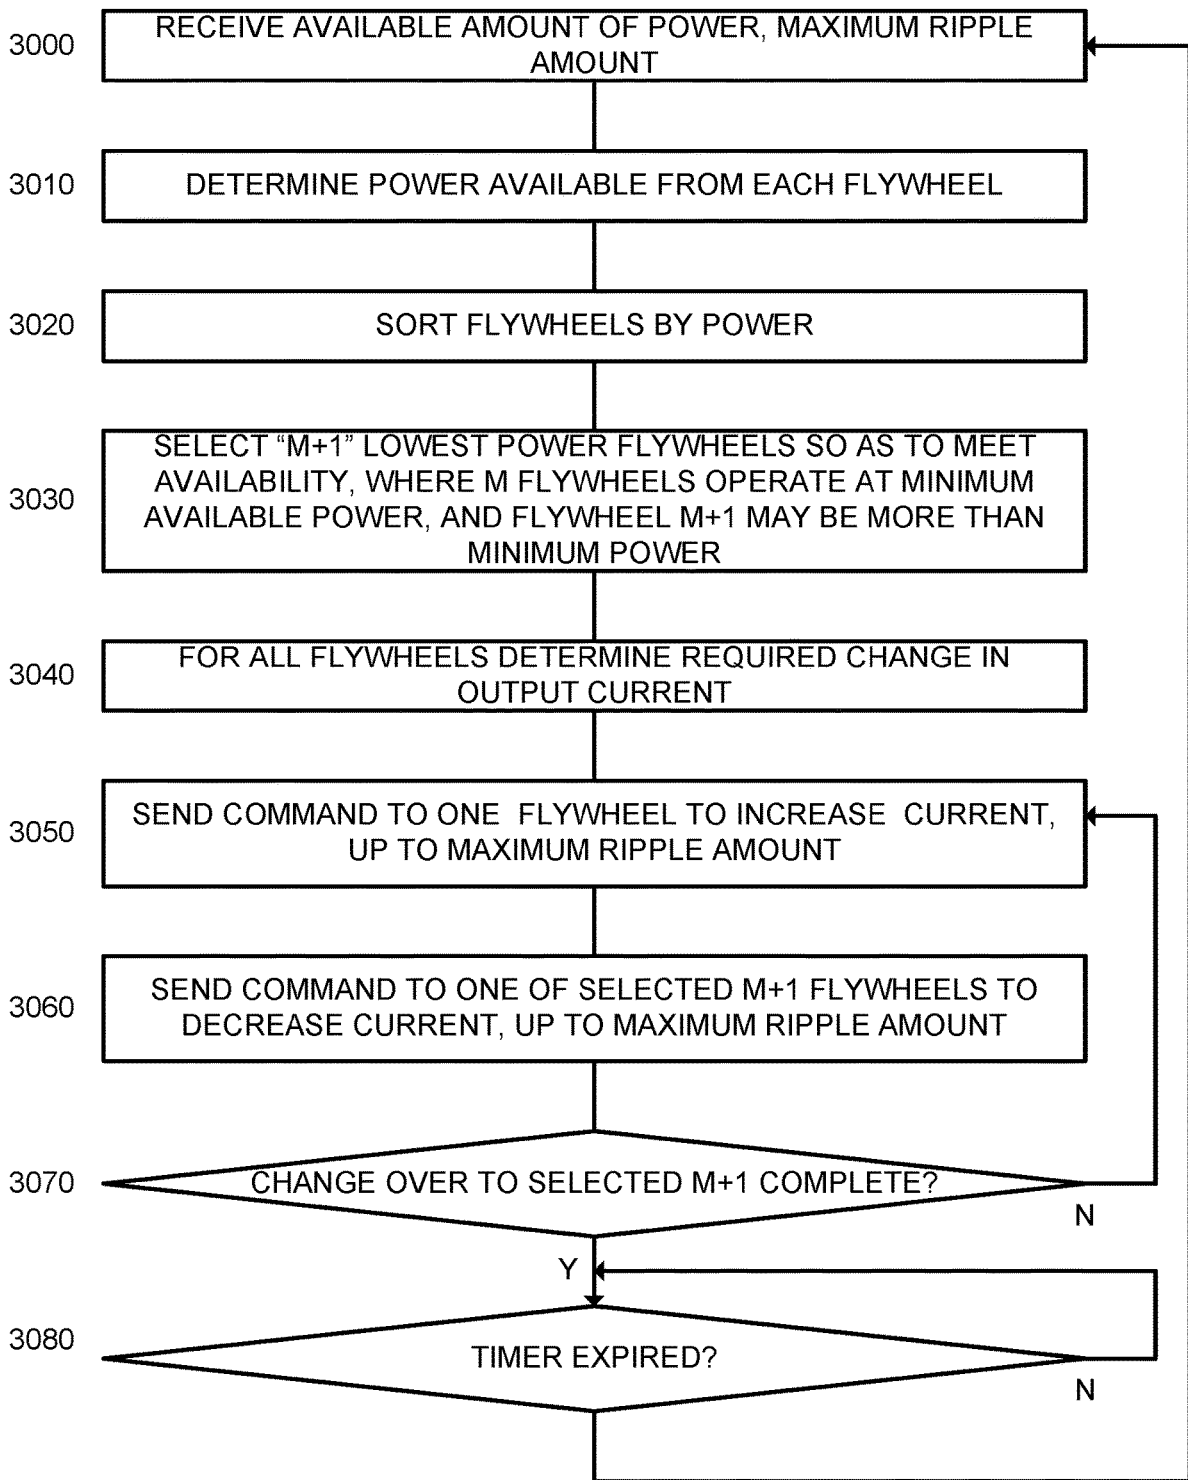 3000
RECEIVE AVAILABLE AMOUNT OF POWER, MAXIMUM RIPPLE
AMOUNT
3010
DETERMINE POWER AVAILABLE FROM EACH FLYWHEEL
3020
SORT FLYWHEELS BY POWER
3030
SELECT “M+1” LOWEST POWER FLYWHEELS SO AS TO MEET
AVAILABILITY, WHERE M FLYWHEELS OPERATE AT MINIMUM
AVAILABLE POWER, AND FLYWHEEL M+1 MAY BE MORE THAN
MINIMUM POWER
3040
FOR ALL FLYWHEELS DETERMINE REQUIRED CHANGE IN
OUTPUT CURRENT
3050
SEND COMMAND TO ONE FLYWHEEL TO INCREASE CURRENT,
UP TO MAXIMUM RIPPLE AMOUNT
3060
SEND COMMAND TO ONE OF SELECTED M+1 FLYWHEELS TO
DECREASE CURRENT, UP TO MAXIMUM RIPPLE AMOUNT
3070
CHANGE OVER TO SELECTED M+1 COMPLETE?
N
Y
3080
TIMER EXPIRED?
N